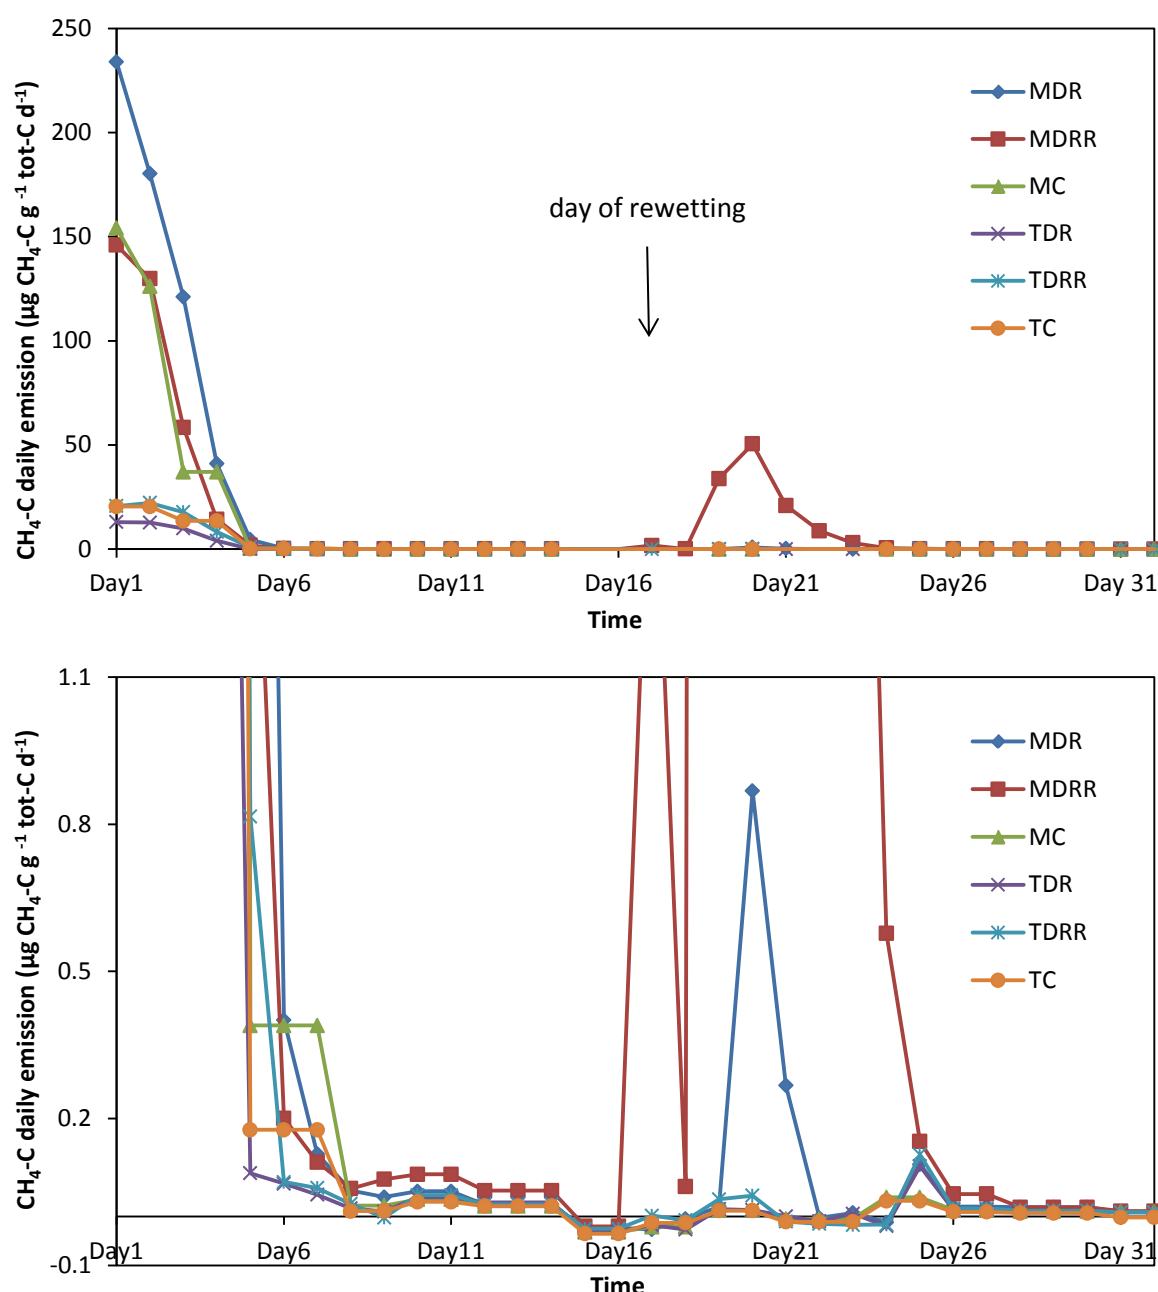 250
200
150
100
50
0
CH₄-C daily emission (µg CH₄-C g ⁻¹ tot-C d⁻¹)
day of rewetting
MDR
MDRR
MC
TDR
TDRR
TC
Day1 Day6 Day11 Day16 Day21 Day26 Day 31
Time
1.1
0.8
0.5
0.2
-0.1
CH₄-C daily emission (µg CH₄-C g ⁻¹ tot-C d⁻¹)
MDR
MDRR
MC
TDR
TDRR
TC
Day1 Day6 Day11 Day16 Day21 Day26 Day 31
Time